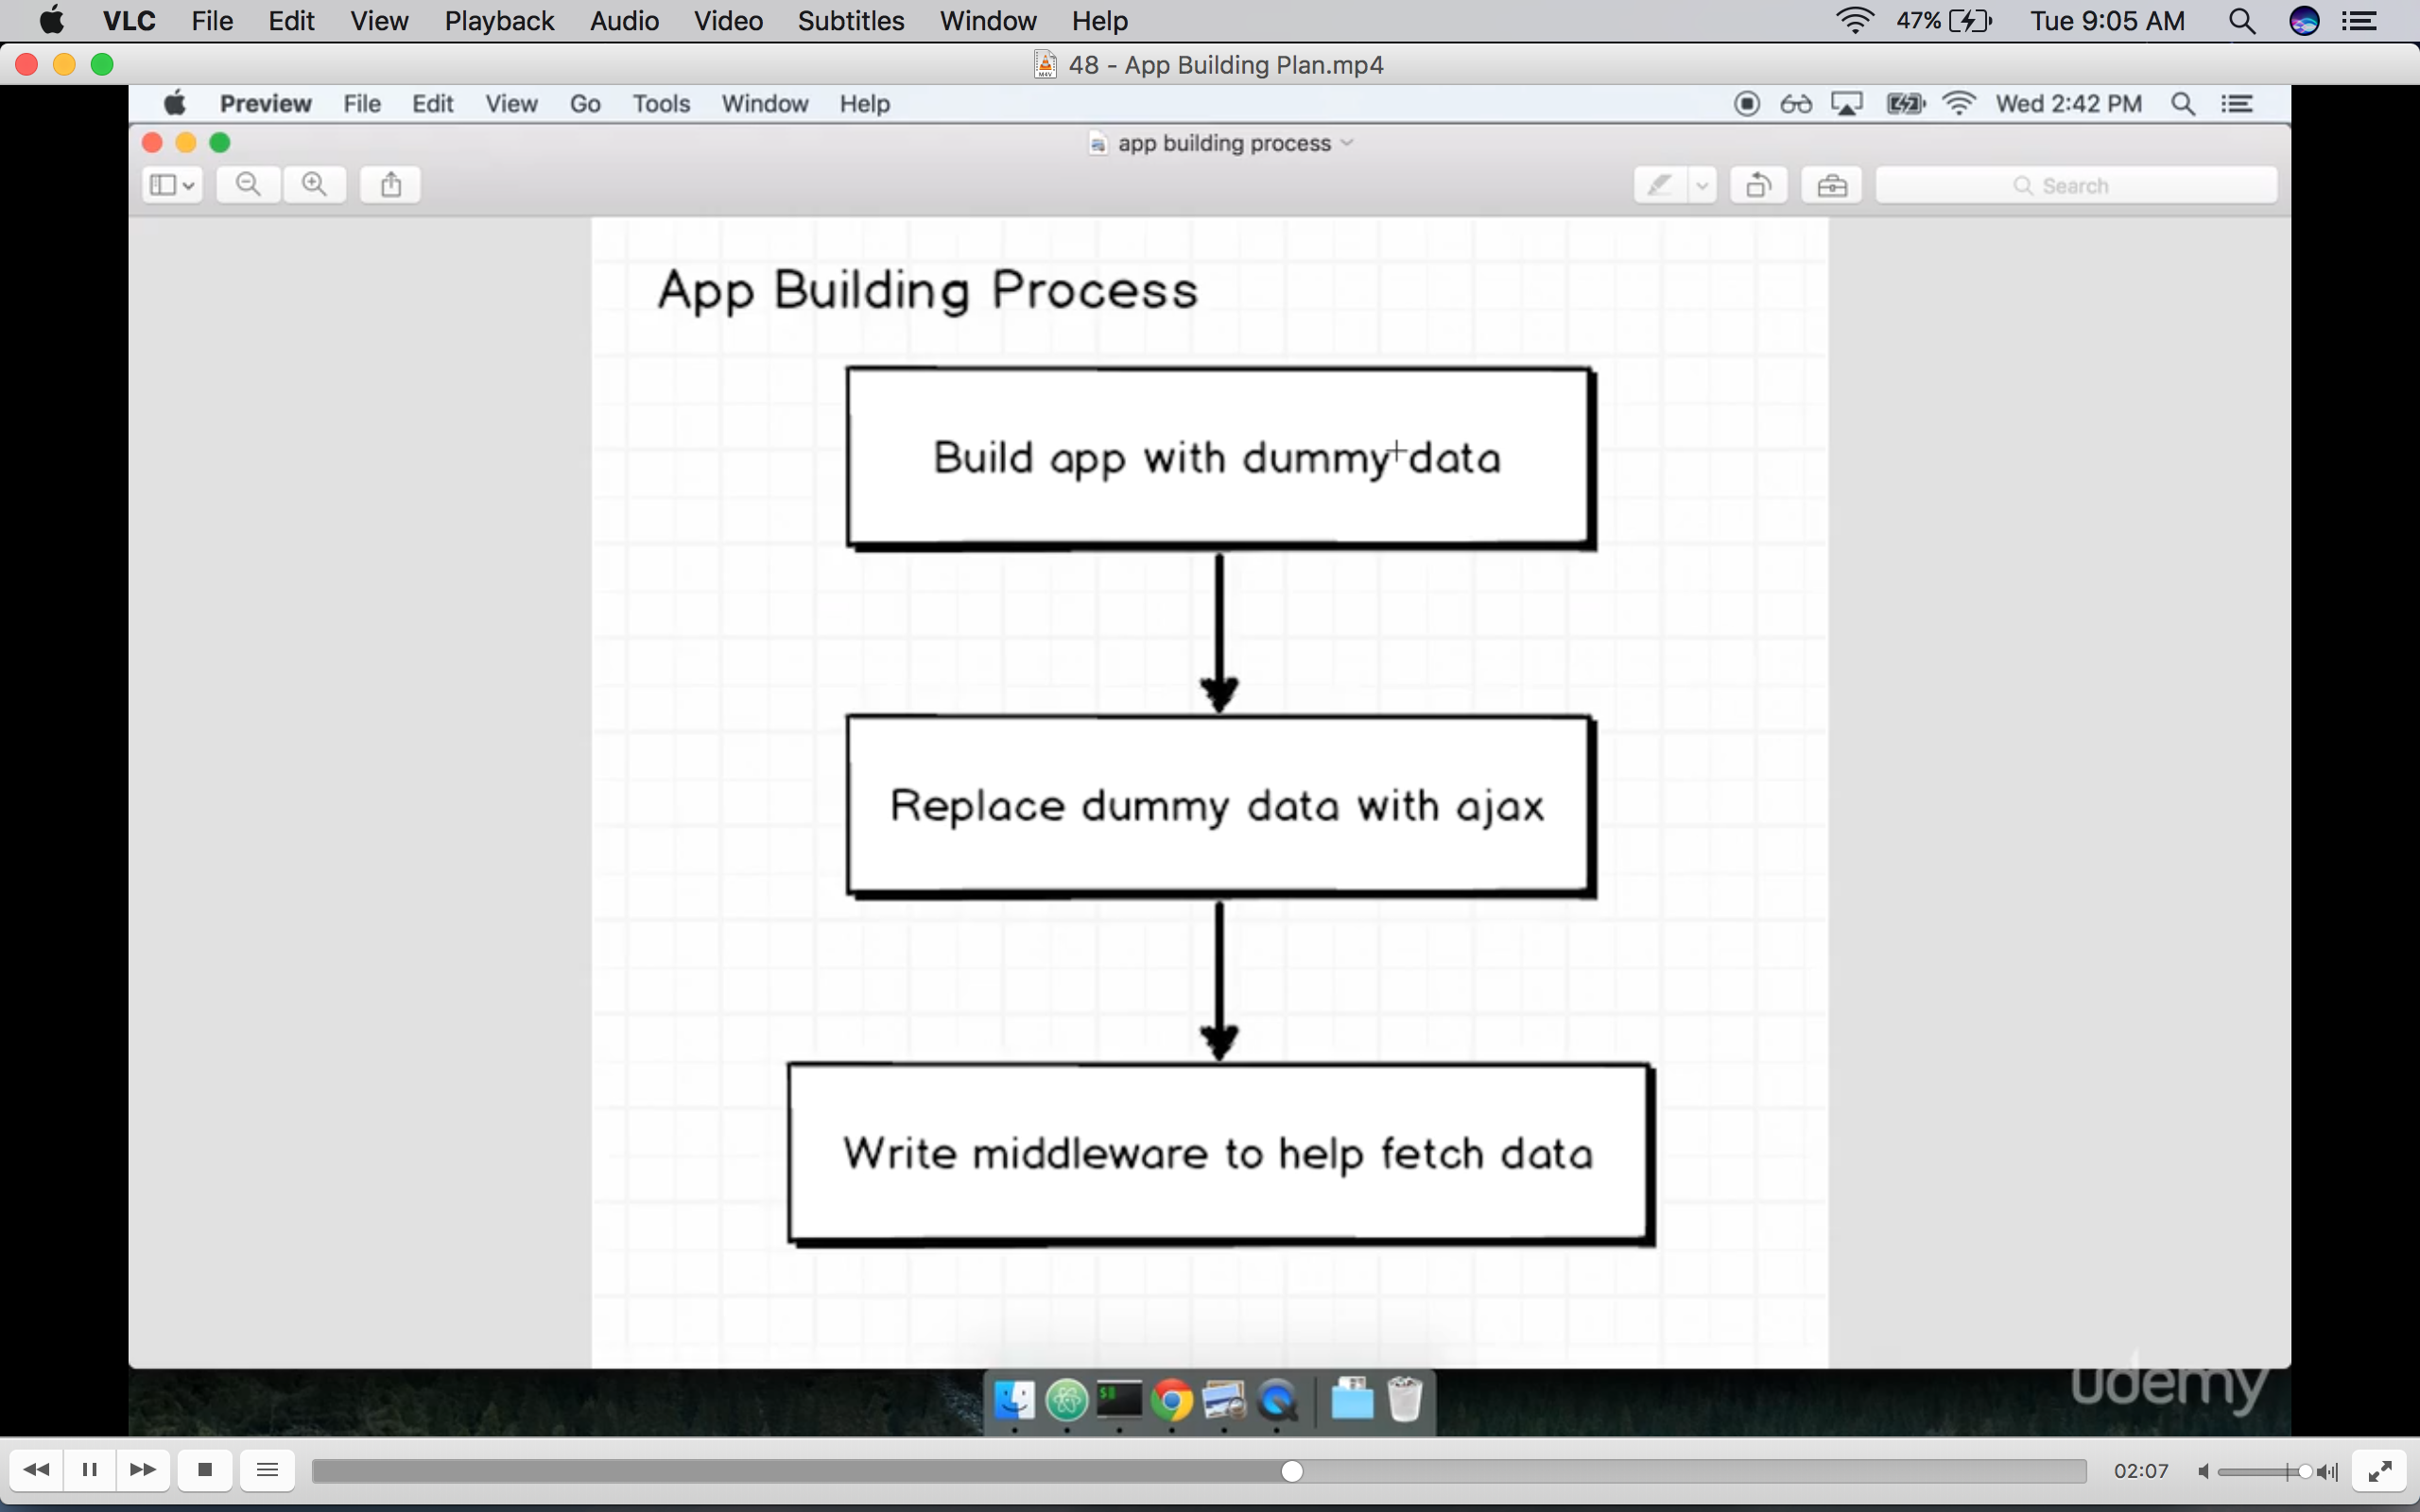 VLC File Edit View Playback Audio Video Subtitles Window Help 47% Tue 9:05 AM
48 - App Building Plan.mp4
Preview File Edit View Go Tools Window Help Wed 2:42 PM
app building process
Search
App Building Process
Build app with dummy data
Replace dummy data with ajax
Write middleware to help fetch data
udemy
02:07